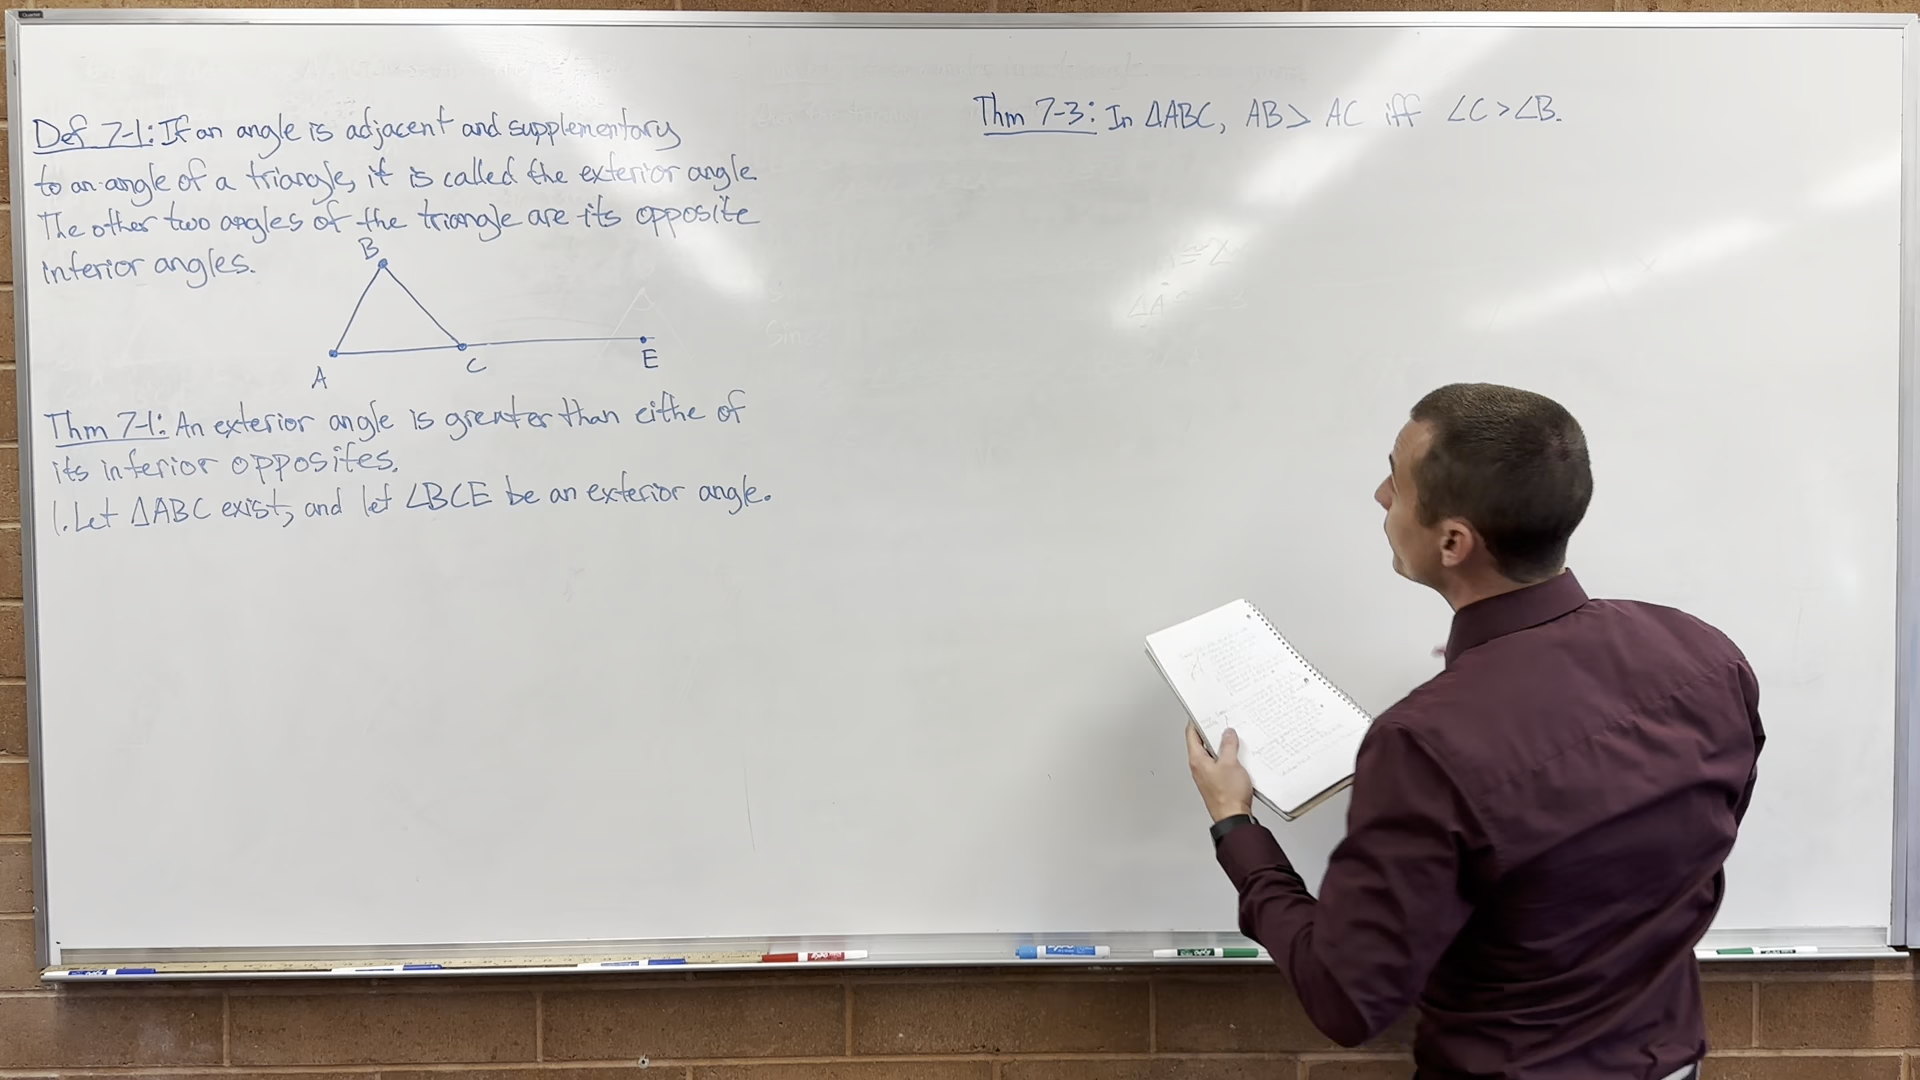 Def 7-1: If an angle is adjacent and supplementary
to an angle of a triangle, it is called the exterior angle.
The other two angles of the triangle are its opposite
interior angles.
B
A
C
E
Thm 7-1: An exterior angle is greater than eithe of
its interior opposites.
1. Let ΔABC exist, and let ∠BCE be an exterior angle.
Thm 7-3: In ΔABC, AB > AC iff ∠C > ∠B.